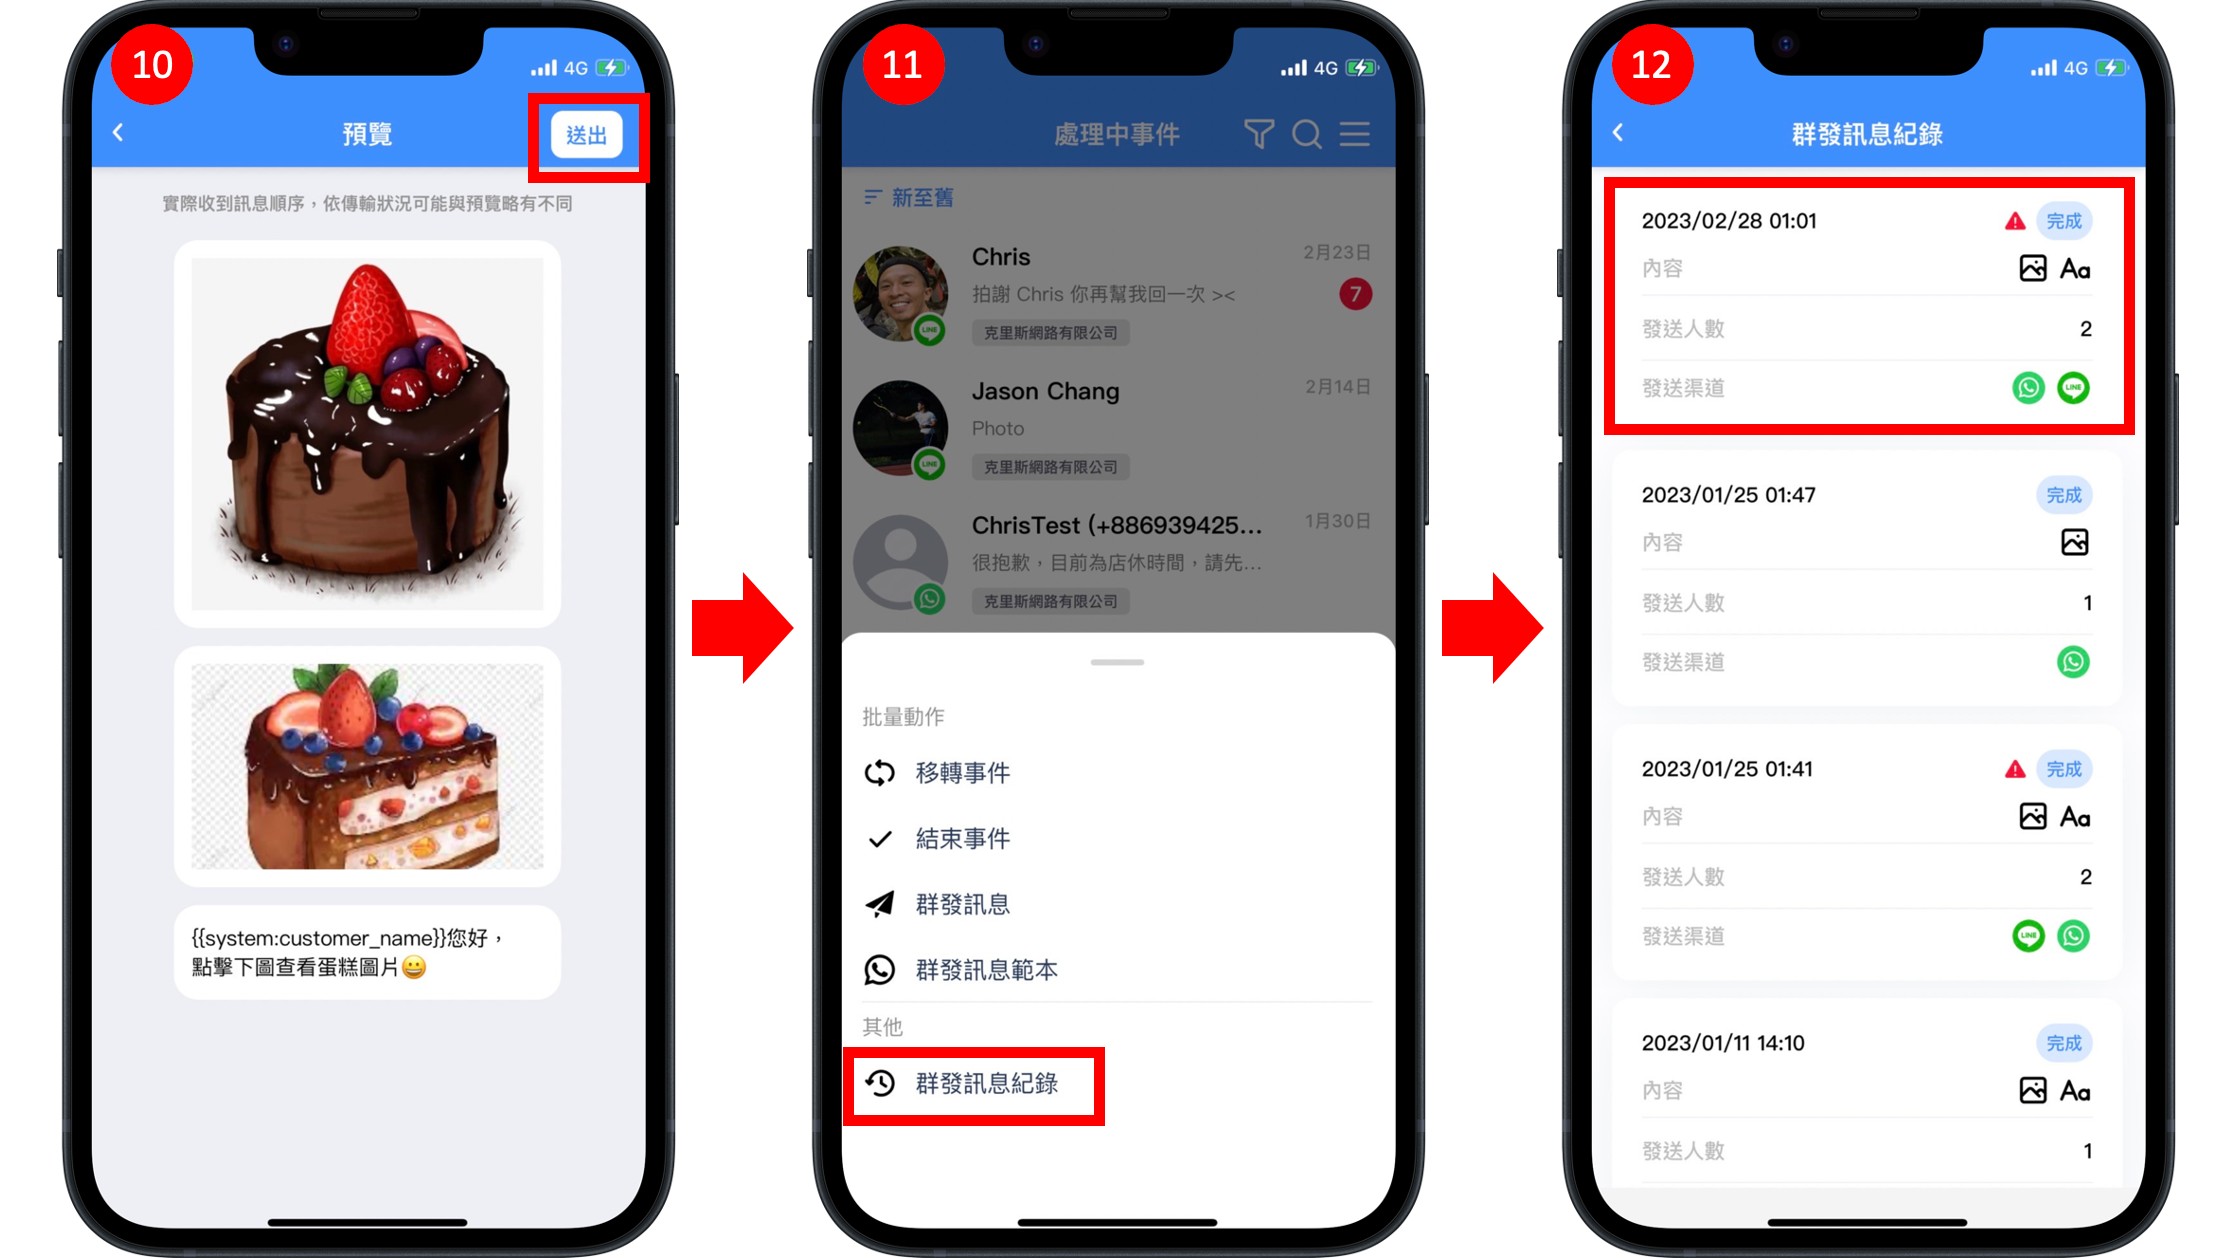 10
4G
預覽
送出
實際收到訊息順序，依傳輸狀況可能與預覽略有不同
{{system:customer_name}}您好，
點擊下圖查看蛋糕圖片😀
11
4G
處理中事件
新至舊
Chris
2月23日
拍謝 Chris 你再幫我回一次 ><
7
LINE
克里斯網路有限公司
Jason Chang
2月14日
Photo
LINE
克里斯網路有限公司
ChrisTest (+886939425...
1月30日
很抱歉，目前為店休時間，請先...
克里斯網路有限公司
批量動作
移轉事件
結束事件
群發訊息
群發訊息範本
其他
群發訊息紀錄
12
4G
群發訊息紀錄
2023/02/28 01:01
完成
內容
Aa
發送人數
2
發送渠道
LINE
2023/01/25 01:47
完成
內容
發送人數
1
發送渠道
2023/01/25 01:41
完成
內容
Aa
發送人數
2
發送渠道
LINE
2023/01/11 14:10
完成
內容
Aa
發送人數
1